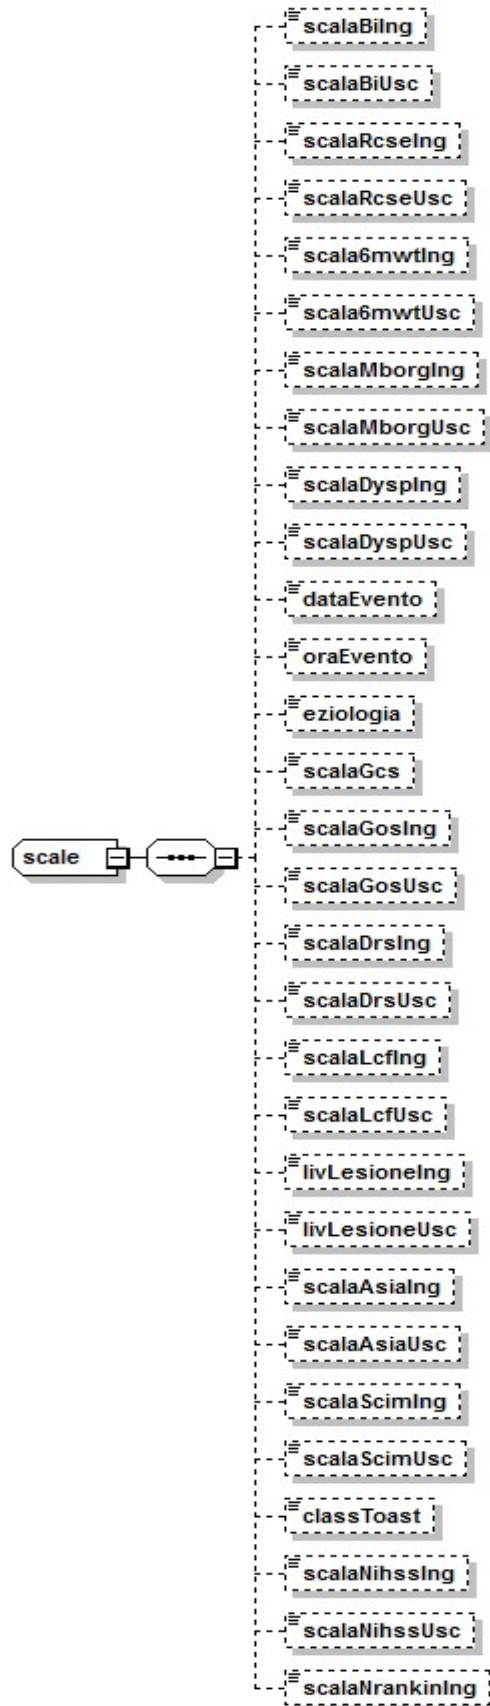 scalaBiIng
scalaBiUsc
scalaRcseIng
scalaRcseUsc
scala6mwtIng
scala6mwtUsc
scalaMborgIng
scalaMborgUsc
scalaDyspIng
scalaDyspUsc
dataEvento
oraEvento
eziologia
scalaGcs
scalaGosIng
scale
scalaGosUsc
scalaDrsIng
scalaDrsUsc
scalaLcfIng
scalaLcfUsc
livLesioneIng
livLesioneUsc
scalaAsiaIng
scalaAsiaUsc
scalaScimIng
scalaScimUsc
classToast
scalaNihssIng
scalaNihssUsc
scalaNrankinIng